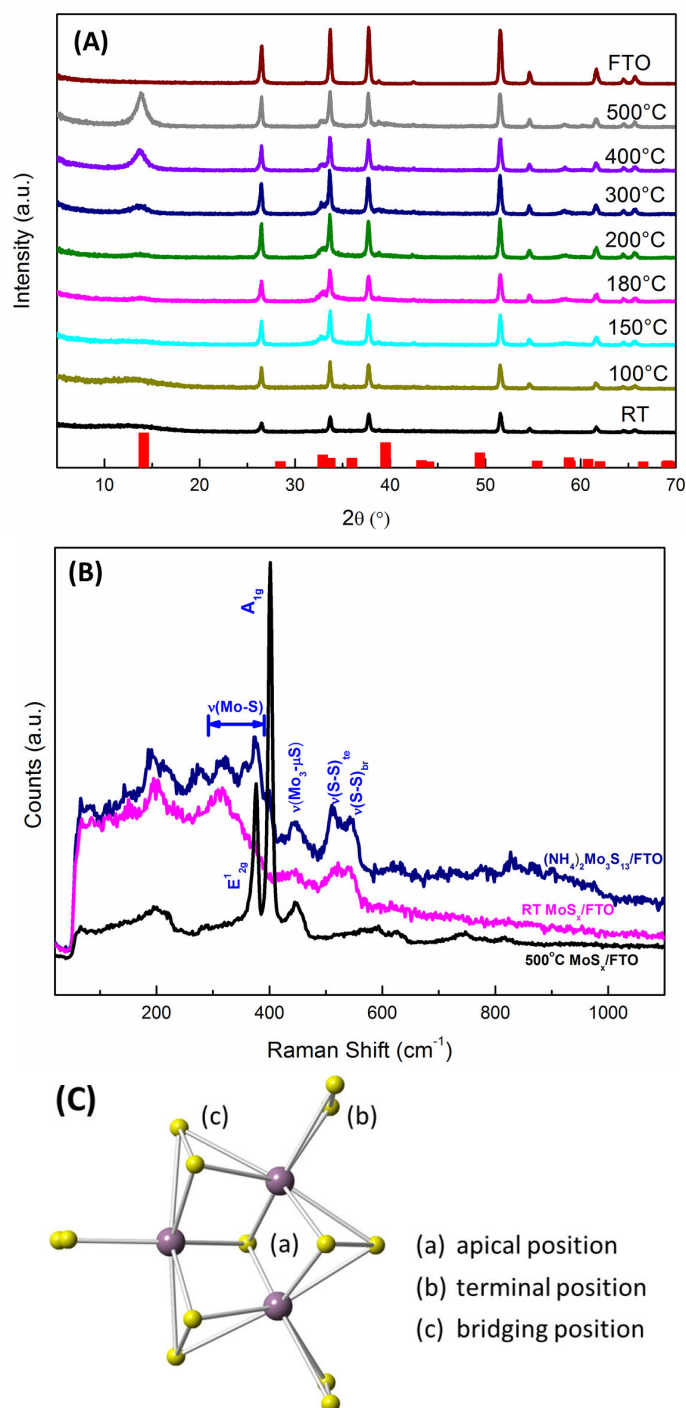 (A)
FTO
500°C
400°C
300°C
200°C
180°C
150°C
100°C
RT
Intensity (a.u.)
10 20 30 40 50 60 70
2θ (°)
(B)
A1g
ν(Mo-S)
ν(Mo3-μS)
ν(S-S)te
ν(S-S)br
E12g
(NH4)2Mo3S13/FTO
RT MoSx/FTO
500°C MoSx/FTO
Counts (a.u.)
200 400 600 800 1000
Raman Shift (cm-1)
(C)
(c)
(b)
(a)
(a) apical position
(b) terminal position
(c) bridging position